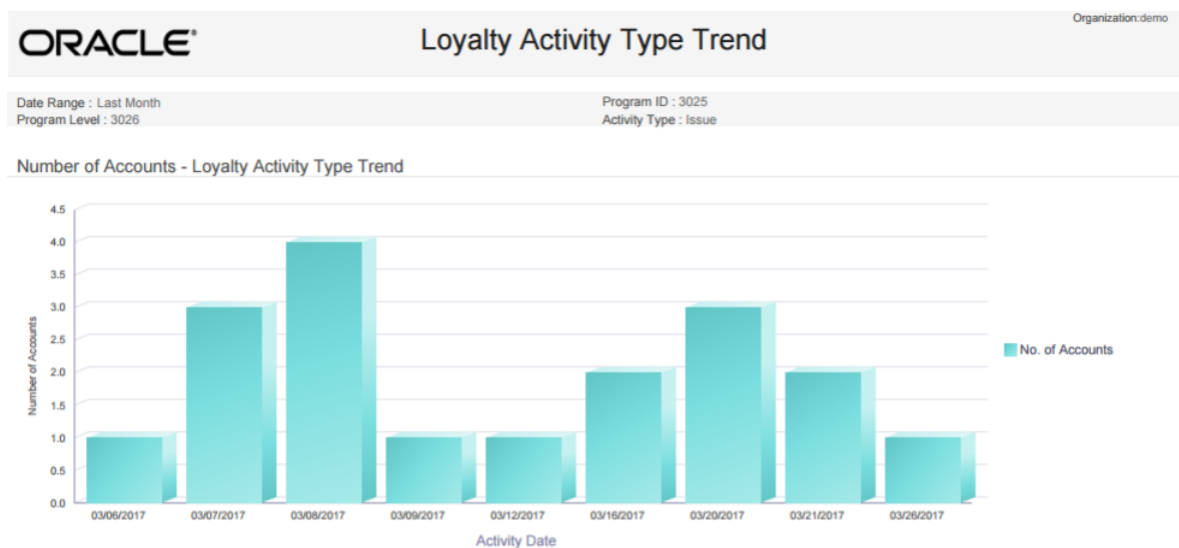 Organization:demo
ORACLE®
Loyalty Activity Type Trend
Date Range : Last Month
Program ID : 3025
Program Level : 3026
Activity Type : Issue
Number of Accounts - Loyalty Activity Type Trend
4.5
4.0
3.5
3.0
2.5
2.0
1.5
1.0
0.5
0.0
Number of Accounts
No. of Accounts
03/06/2017 03/07/2017 03/08/2017 03/09/2017 03/12/2017 03/16/2017 03/20/2017 03/21/2017 03/26/2017
Activity Date